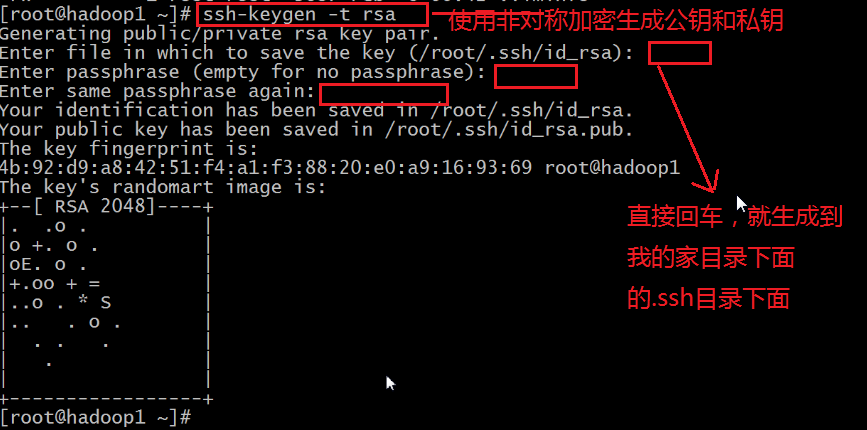 [root@hadoop1 ~]# ssh-keygen -t rsa
使用非对称加密生成公钥和私钥
Generating public/private rsa key pair.
Enter file in which to save the key (/root/.ssh/id_rsa):
Enter passphrase (empty for no passphrase):
Enter same passphrase again:
Your identification has been saved in /root/.ssh/id_rsa.
Your public key has been saved in /root/.ssh/id_rsa.pub.
The key fingerprint is:
4b:92:d9:a8:42:51:f4:a1:f3:88:20:e0:a9:16:93:69 root@hadoop1
The key's randomart image is:
+--[ RSA 2048]----+
|.  .o .          |
|o +. o .         |
|oE. o .          |
|+.oo + =         |
|..o . * S        |
|..   . o .       |
|  . .   .        |
|   .             |
|                 |
+-----------------+
[root@hadoop1 ~]#
直接回车，就生成到
我的家目录下面
的.ssh目录下面